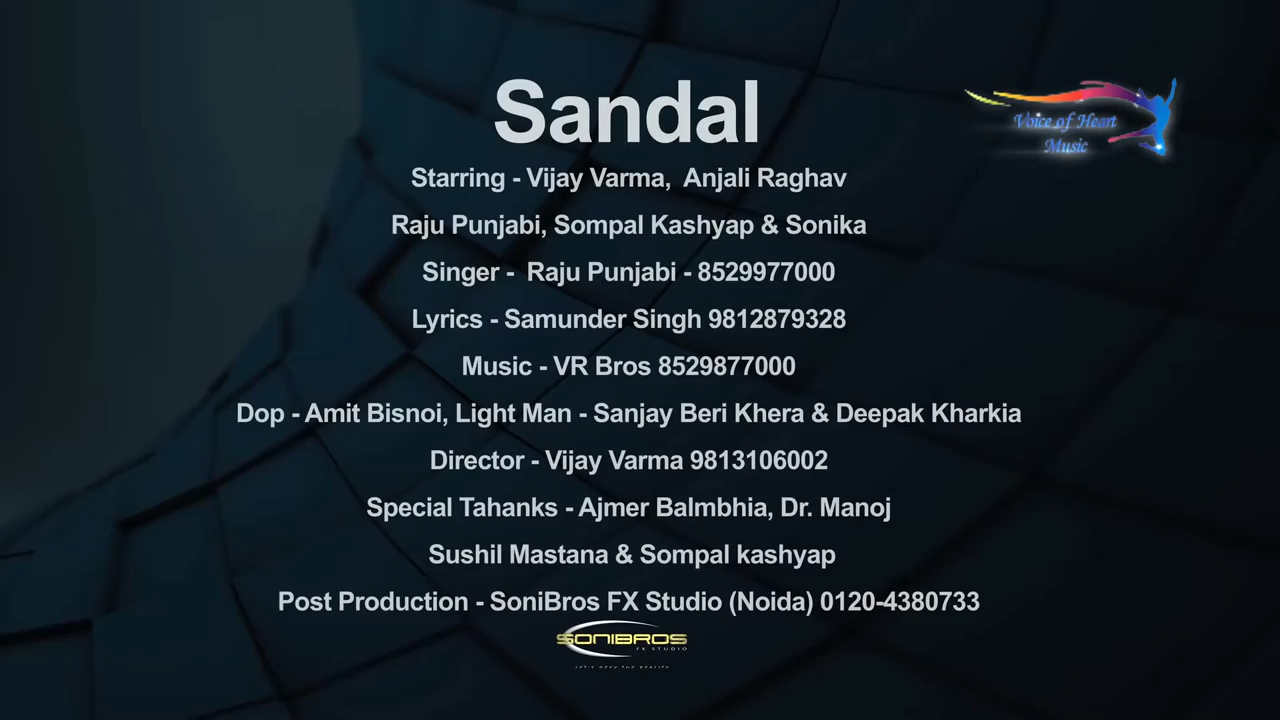 Sandal
Voice of Heart
Music
Starring - Vijay Varma, Anjali Raghav
Raju Punjabi, Sompal Kashyap & Sonika
Singer - Raju Punjabi - 8529977000
Lyrics - Samunder Singh 9812879328
Music - VR Bros 8529877000
Dop - Amit Bisnoi, Light Man - Sanjay Beri Khera & Deepak Kharkia
Director - Vijay Varma 9813106002
Special Tahanks - Ajmer Balmbhia, Dr. Manoj
Sushil Mastana & Sompal kashyap
Post Production - SoniBros FX Studio (Noida) 0120-4380733
SONIBROS
FX STUDIO